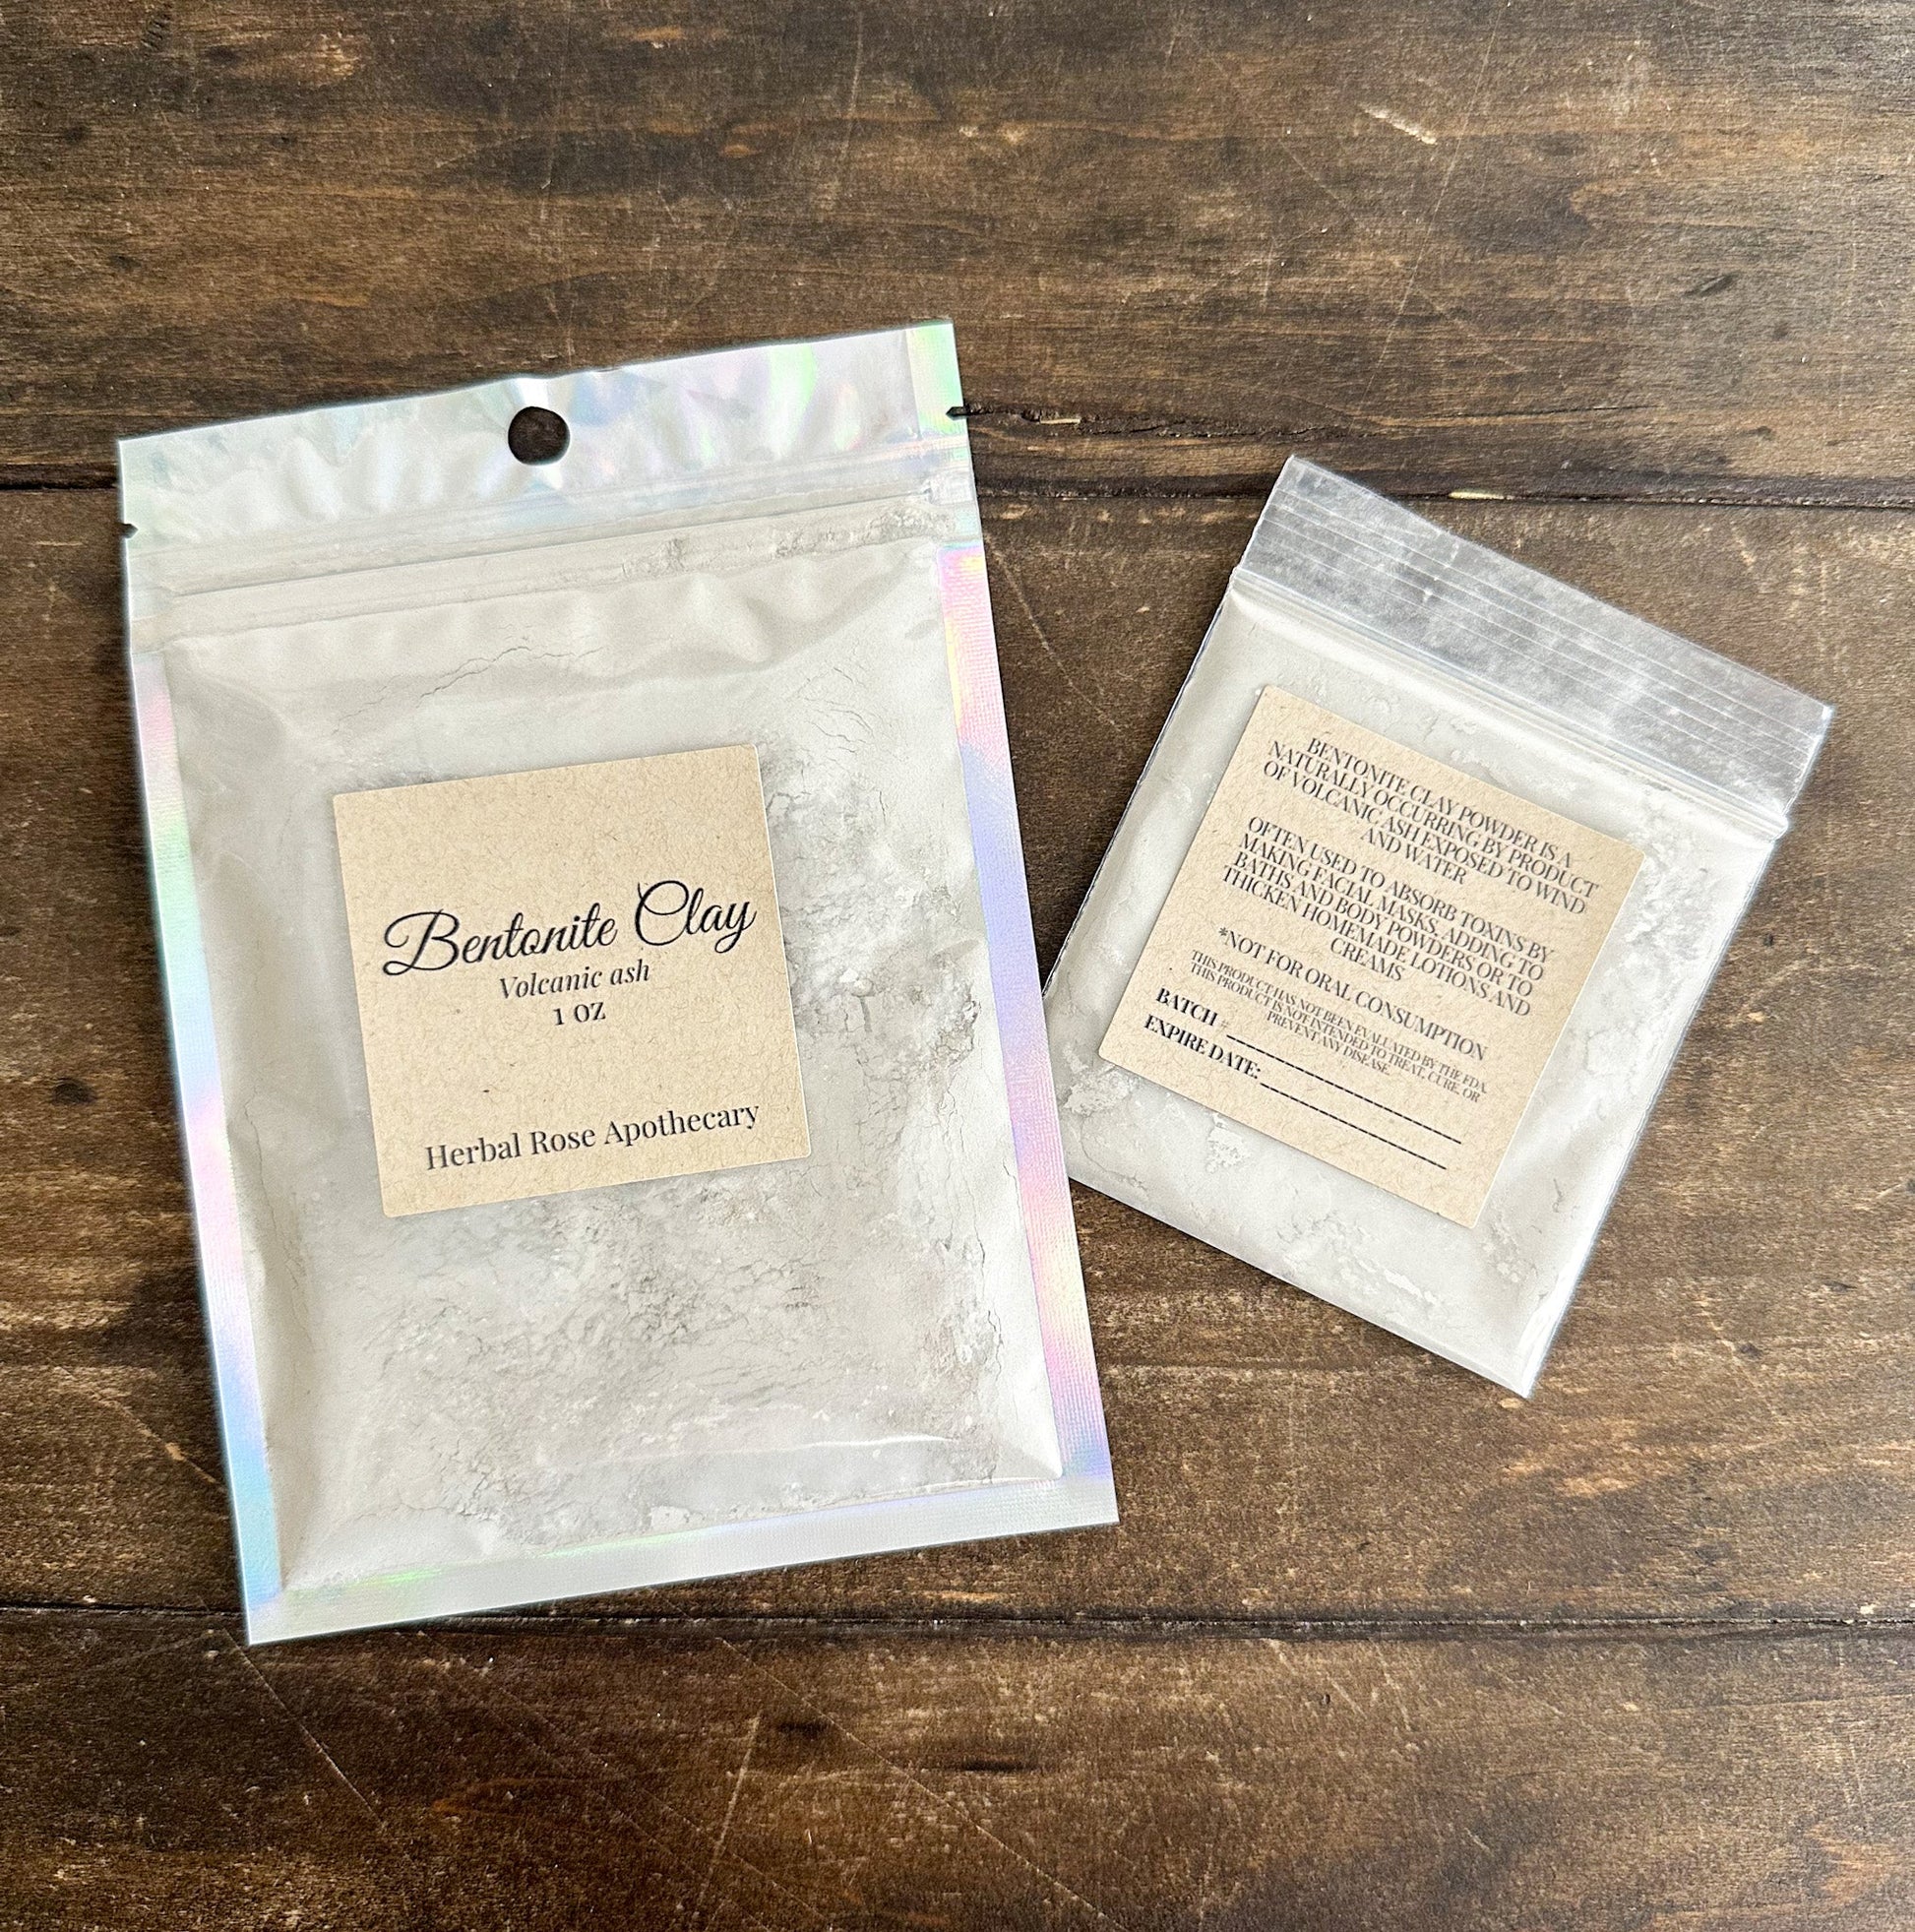 Bentonite Clay
Volcanic ash
1 OZ
Herbal Rose Apothecary
BENTONITE CLAY POWDER IS A
NATURALLY OCCURRING BY PRODUCT
OF VOLCANIC ASH EXPOSED TO WIND
AND WATER
OFTEN USED TO ABSORB TOXINS BY
MAKING FACIAL MASKS, ADDING TO
BATHS AND BODY POWDERS OR TO
THICKEN HOMEMADE LOTIONS AND
CREAMS
*NOT FOR ORAL CONSUMPTION
THIS PRODUCT HAS NOT BEEN EVALUATED BY THE FDA.
THIS PRODUCT IS NOT INTENDED TO TREAT, CURE, OR
PREVENT ANY DISEASE.
BATCH #
EXPIRE DATE: